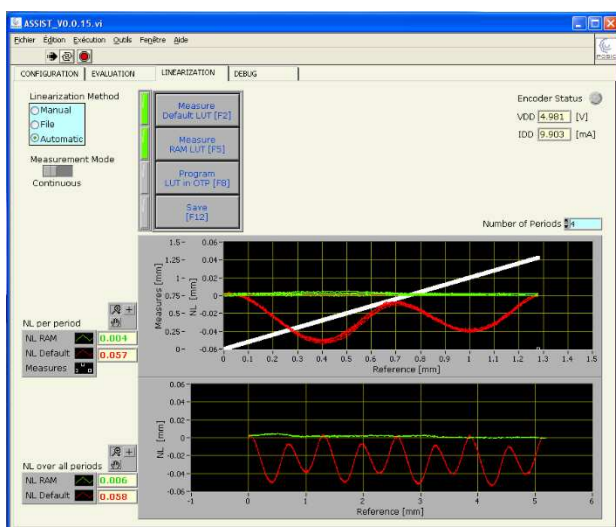 ASSIST_V0.0.15.vi
Fichier Édition Exécution Outils Fenêtre Aide
CONFIGURATION EVALUATION LINEARIZATION DEBUG
Linearization Method
Manual
File
Automatic
Measurement Mode
Continuous
Measure
Default LUT [F2]
Measure
RAM LUT [F5]
Program
LUT in OTP [F8]
Save
[F12]
Encoder Status
VDD 4.981 [V]
IDD 9.903 [mA]
Number of Periods 4
1.5- 0.06-
1.25- 0.04-
1- 0.02-
0.75- 0-
0.5- -0.02-
0.25- -0.04-
0- -0.06-
Measures [mm]
NL [mm]
0 0.1 0.2 0.3 0.4 0.5 0.6 0.7 0.8 0.9 1.0 1.1 1.2 1.3 1.4 1.5
Reference [mm]
NL per period
NL RAM 0.004
NL Default 0.057
Measures
0.06-
0.04-
0.02-
0-
-0.02-
-0.04-
-0.06-
NL [mm]
-1 0 1 2 3 4 5 6
Reference [mm]
NL over all periods
NL RAM 0.006
NL Default 0.058